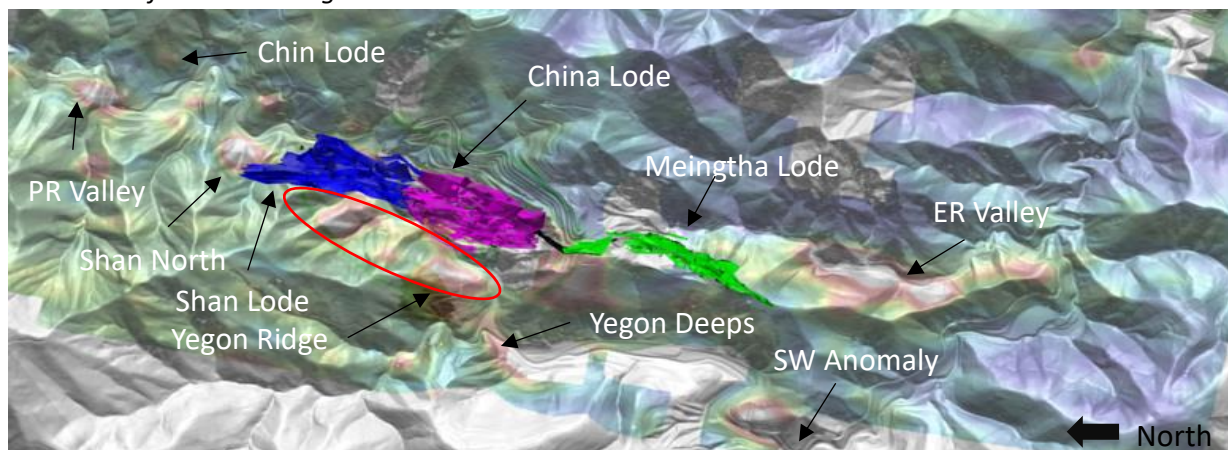 Chin Lode
China Lode
Meingtha Lode
PR Valley
ER Valley
Shan North
Shan Lode
Yegon Ridge
Yegon Deeps
SW Anomaly
North